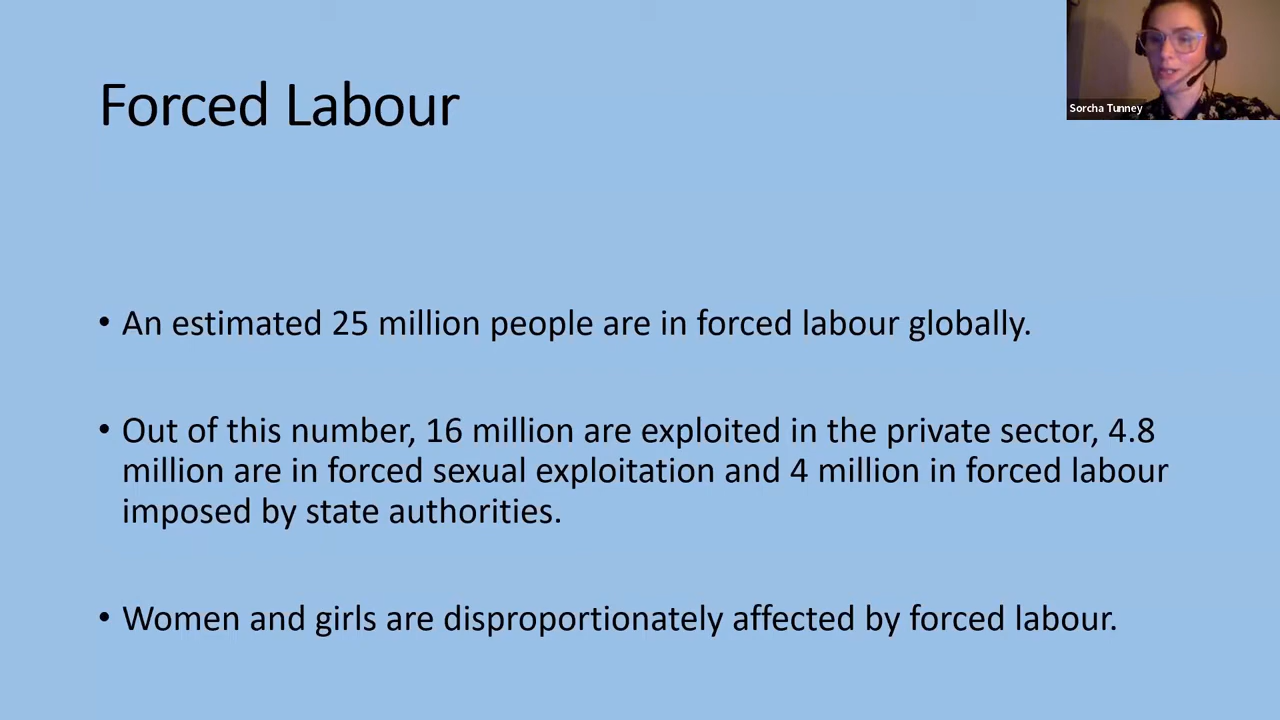 Forced Labour
Sorcha Tunney
• An estimated 25 million people are in forced labour globally.
• Out of this number, 16 million are exploited in the private sector, 4.8
million are in forced sexual exploitation and 4 million in forced labour
imposed by state authorities.
• Women and girls are disproportionately affected by forced labour.